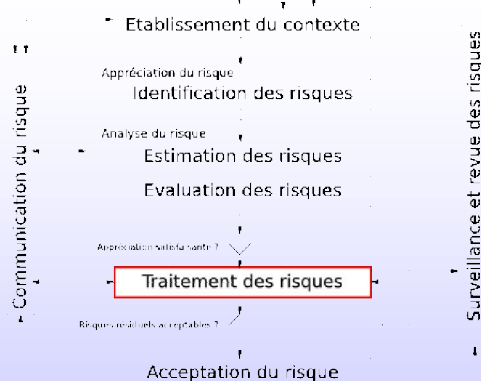 Etablissement du contexte
Appréciation du risque
Identification des risques
Analyse du risque
Estimation des risques
Evaluation des risques
Appréciation satisfaisante ?
Traitement des risques
Risques résiduels acceptables ?
Acceptation du risque
Communication du risque
Surveillance et revue des risques